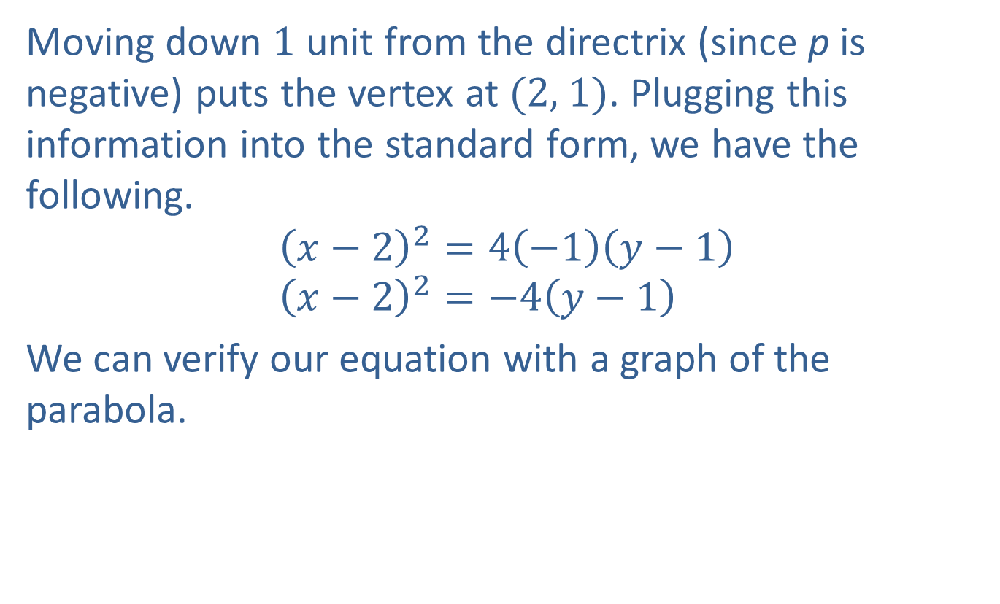 Moving down 1 unit from the directrix (since p is
negative) puts the vertex at (2, 1). Plugging this
information into the standard form, we have the
following.
(x − 2)² = 4(−1)(y − 1)
(x − 2)² = −4(y − 1)
We can verify our equation with a graph of the
parabola.